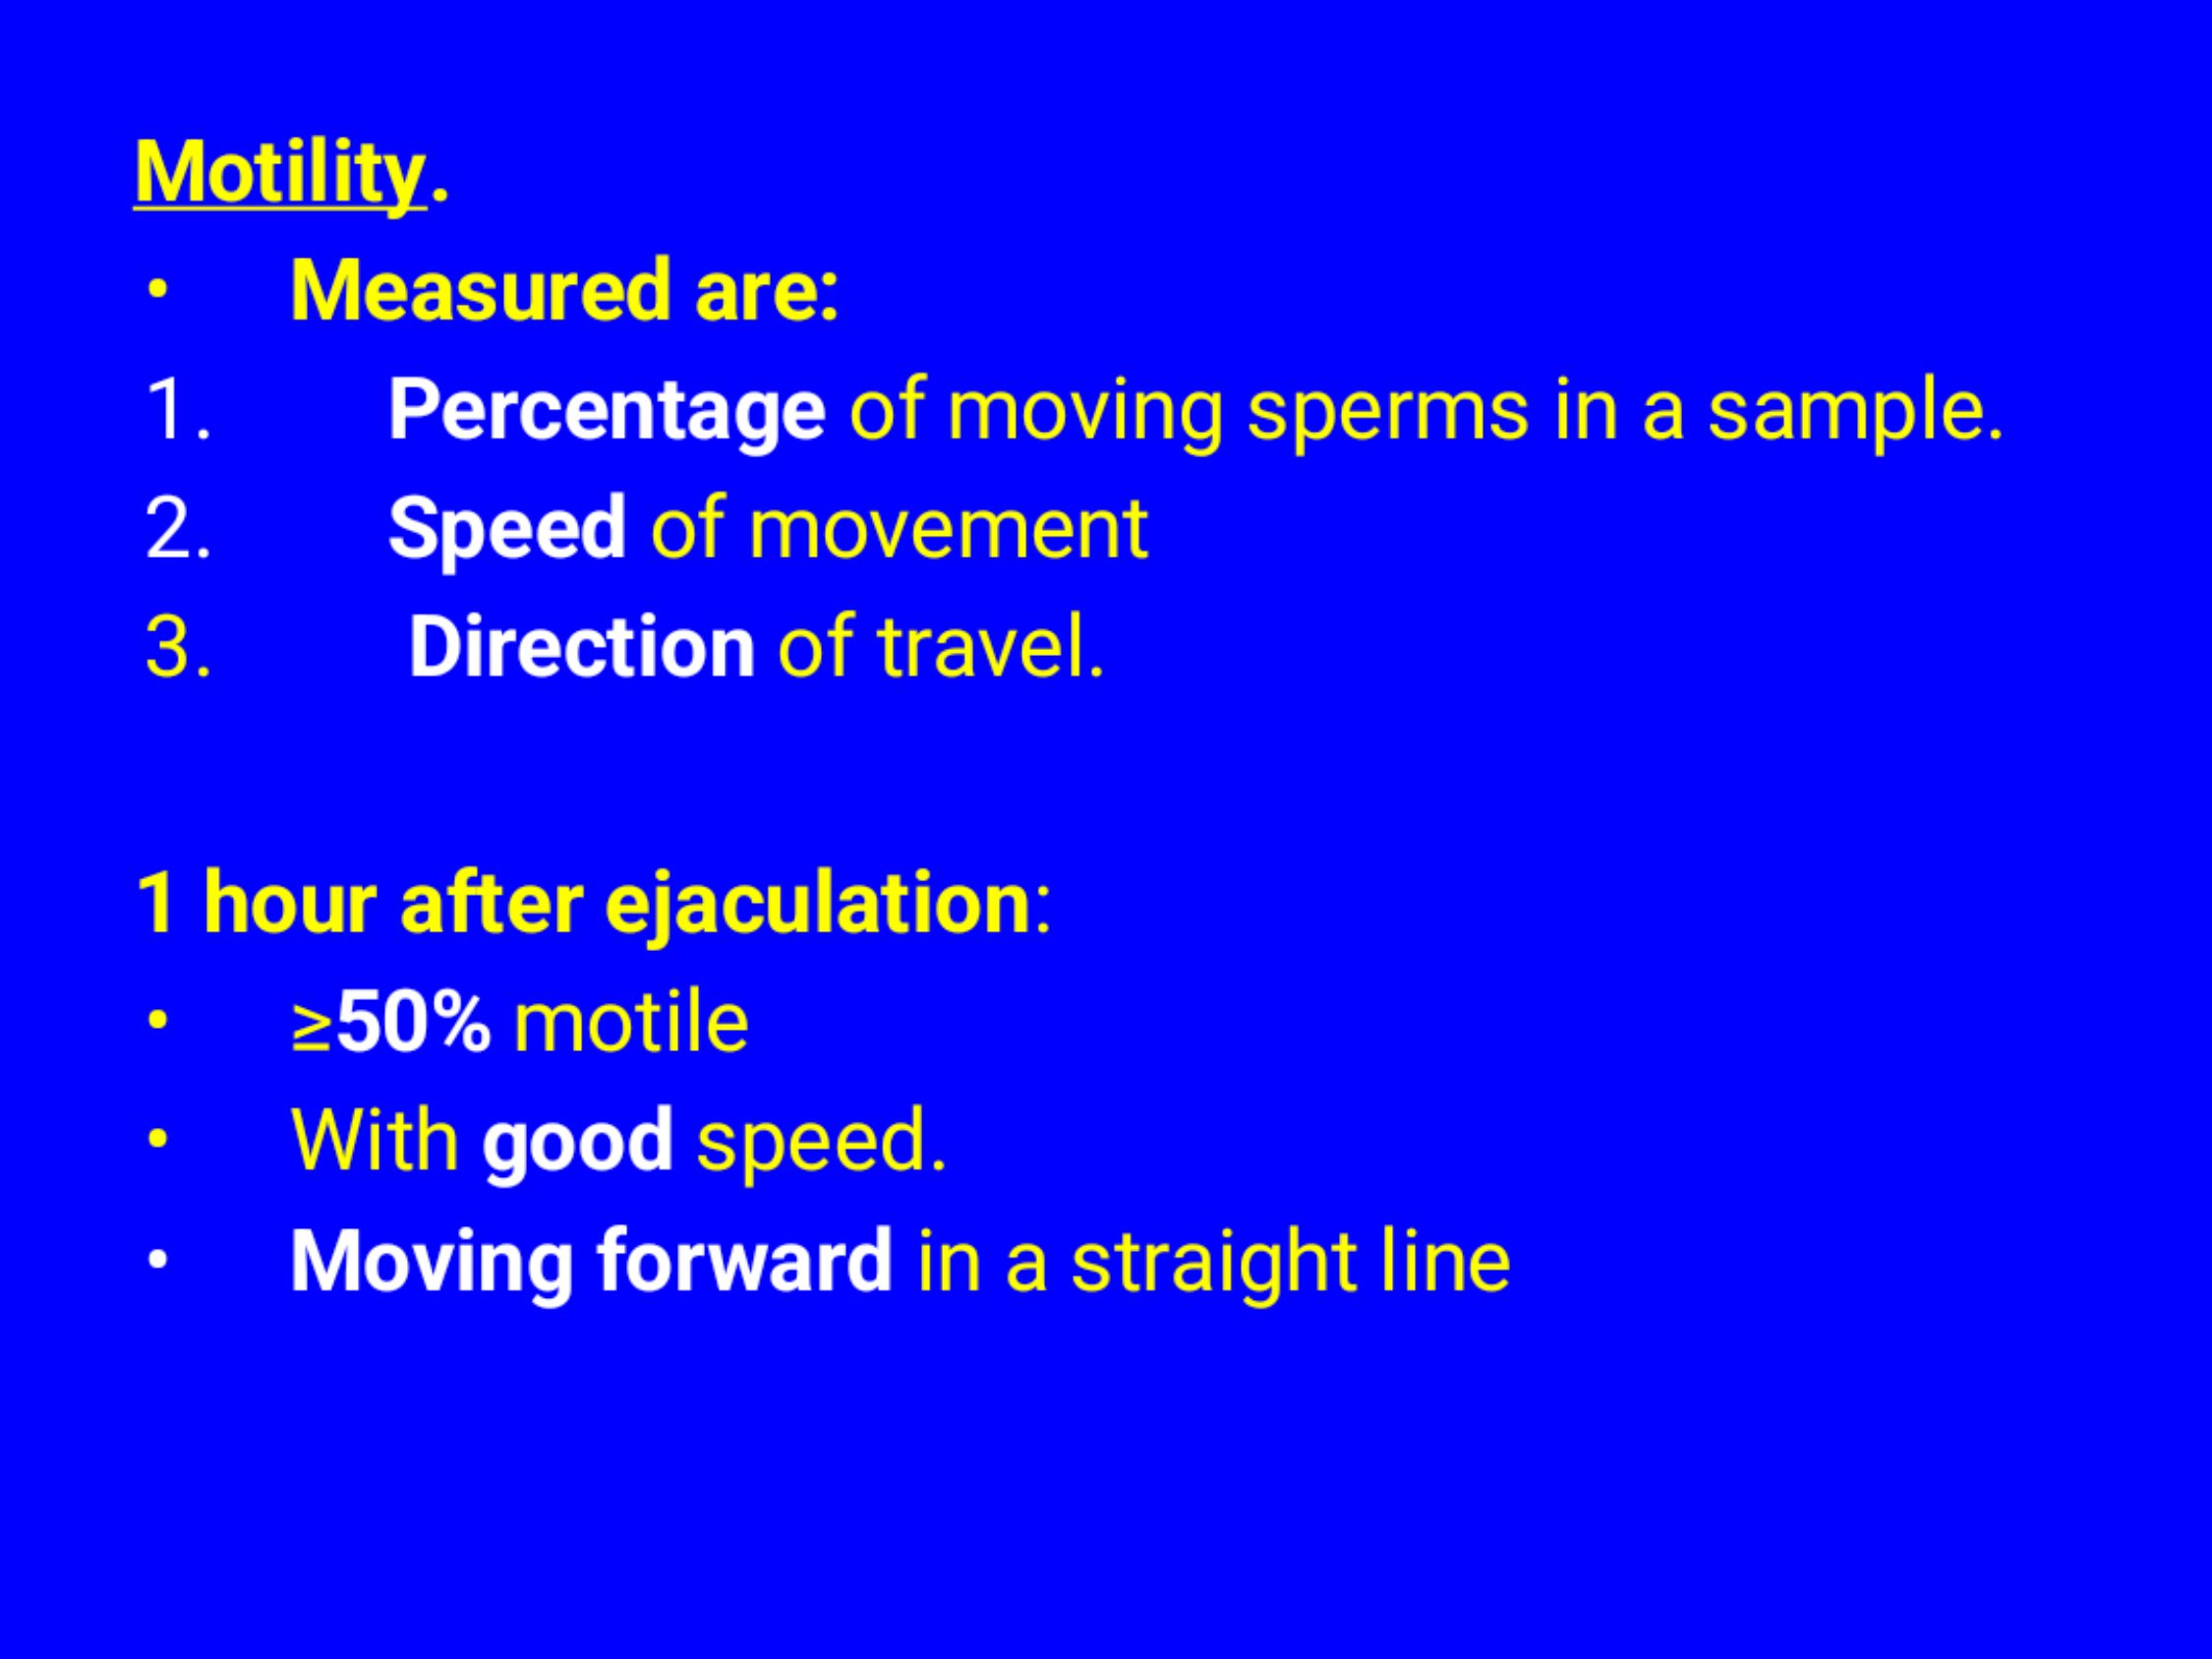 Motility.
• Measured are:
1. Percentage of moving sperms in a sample.
2. Speed of movement
3. Direction of travel.
1 hour after ejaculation:
• ≥50% motile
• With good speed.
• Moving forward in a straight line